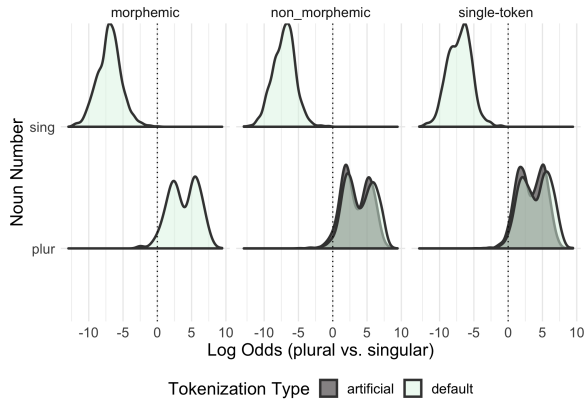 morphemic non_morphemic single-token
Noun Number
sing
plur
-10 -5 0 5 10 -10 -5 0 5 10 -10 -5 0 5 10
Log Odds (plural vs. singular)
Tokenization Type artificial default